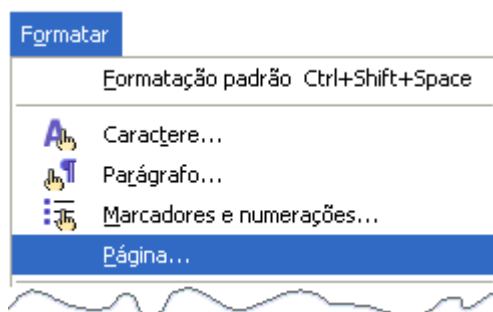 Formatar
Formatação padrão Ctrl+Shift+Space
Caractere...
Parágrafo...
Marcadores e numerações...
Página...